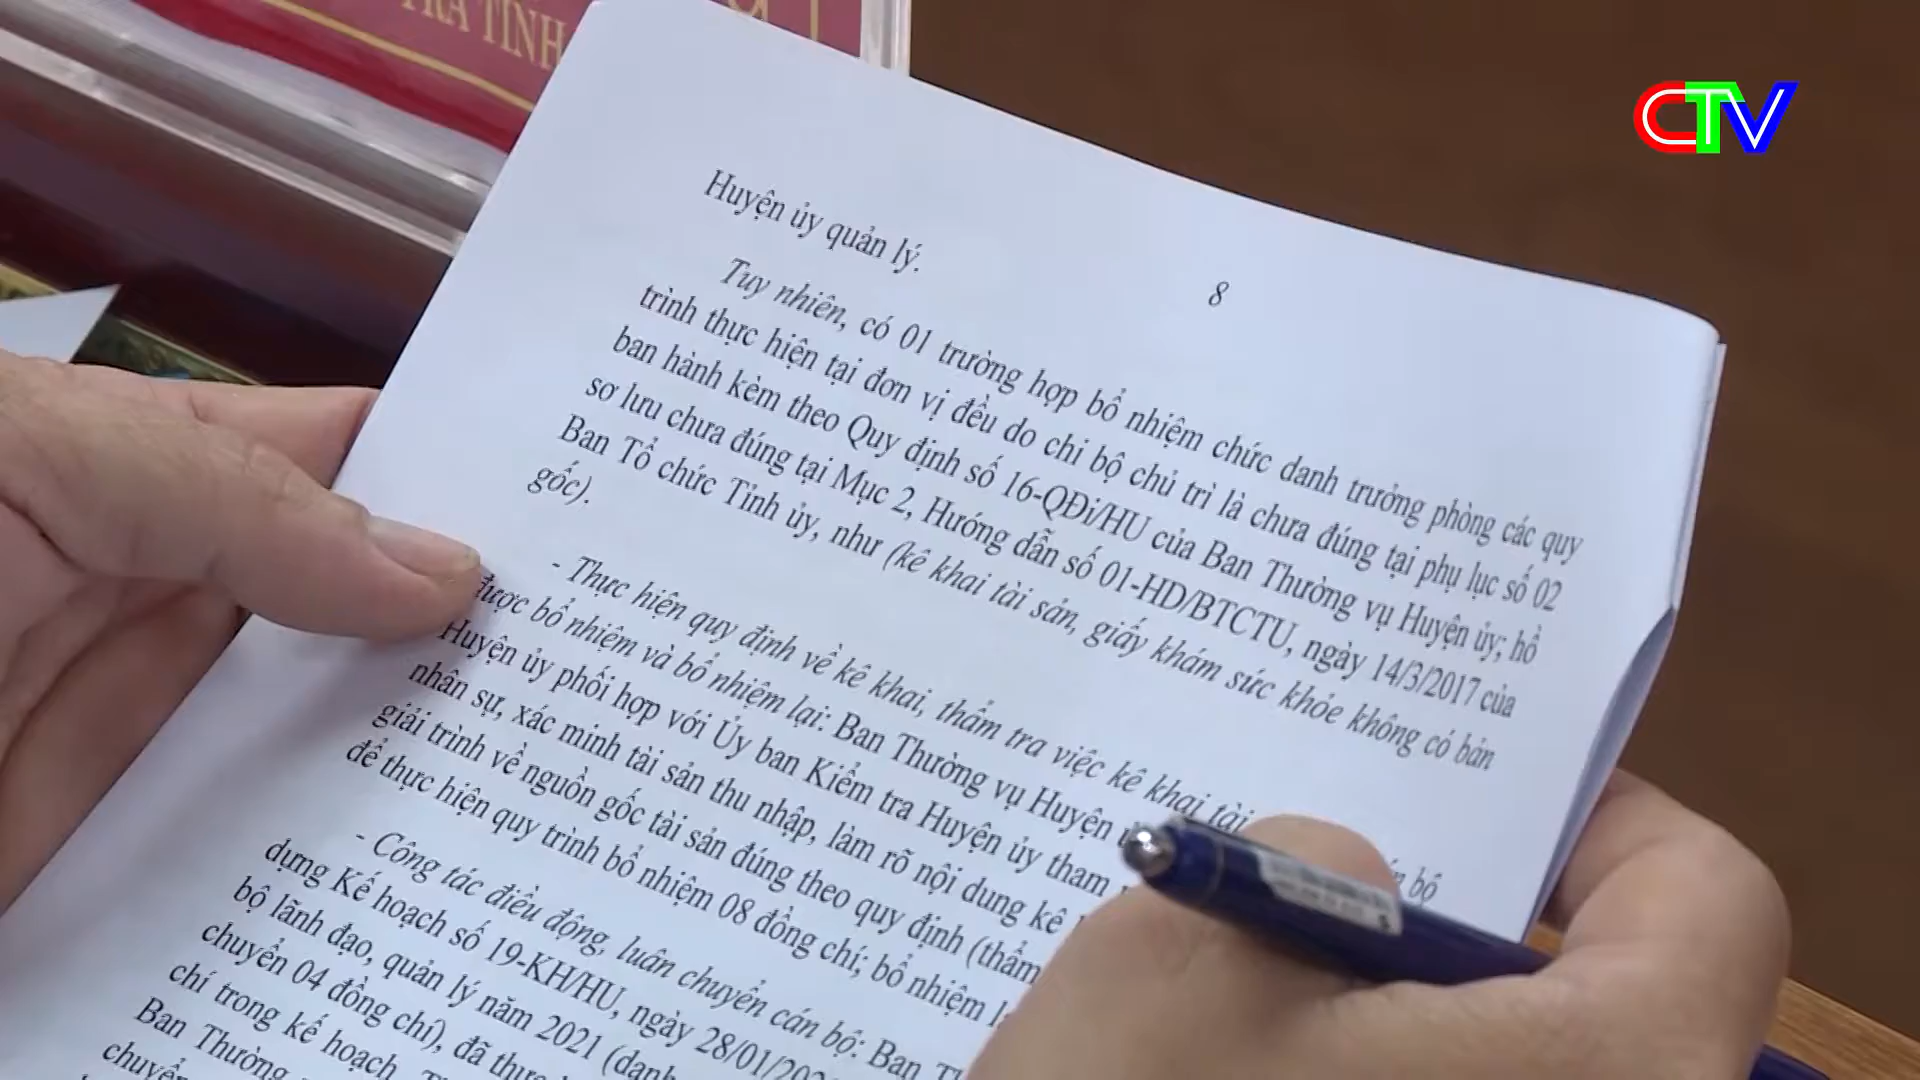 TRA TỈNH
CTV
8
Huyện ủy quản lý.
Tuy nhiên, có 01 trường hợp bổ nhiệm chức danh trưởng phòng các quy
trình thực hiện tại đơn vị đều do chi bộ chủ trì là chưa đúng tại phụ lục số 02
ban hành kèm theo Quy định số 16-QĐi/HU của Ban Thường vụ Huyện ủy; hồ
sơ lưu chưa đúng tại Mục 2, Hướng dẫn số 01-HD/BTCTU, ngày 14/3/2017 của
Ban Tổ chức Tỉnh ủy, như (kê khai tài sản, giấy khám sức khỏe không có bản
gốc).
- Thực hiện quy định về kê khai, thẩm tra việc kê khai tài bộ
được bổ nhiệm và bổ nhiệm lại: Ban Thường vụ Huyện
Huyện ủy phối hợp với Ủy ban Kiểm tra Huyện ủy tham
nhân sự, xác minh tài sản thu nhập, làm rõ nội dung kê
giải trình về nguồn gốc tài sản đúng theo quy định (thẩm
để thực hiện quy trình bổ nhiệm 08 đồng chí; bổ nhiệm
- Công tác điều động, luân chuyển cán bộ: Ban
dựng Kế hoạch số 19-KH/HU, ngày 28/01/
bộ lãnh đạo, quản lý năm 2021 (danh
chuyển 04 đồng chí), đã
chí trong kế hoạch.
Ban Thường
chuyển